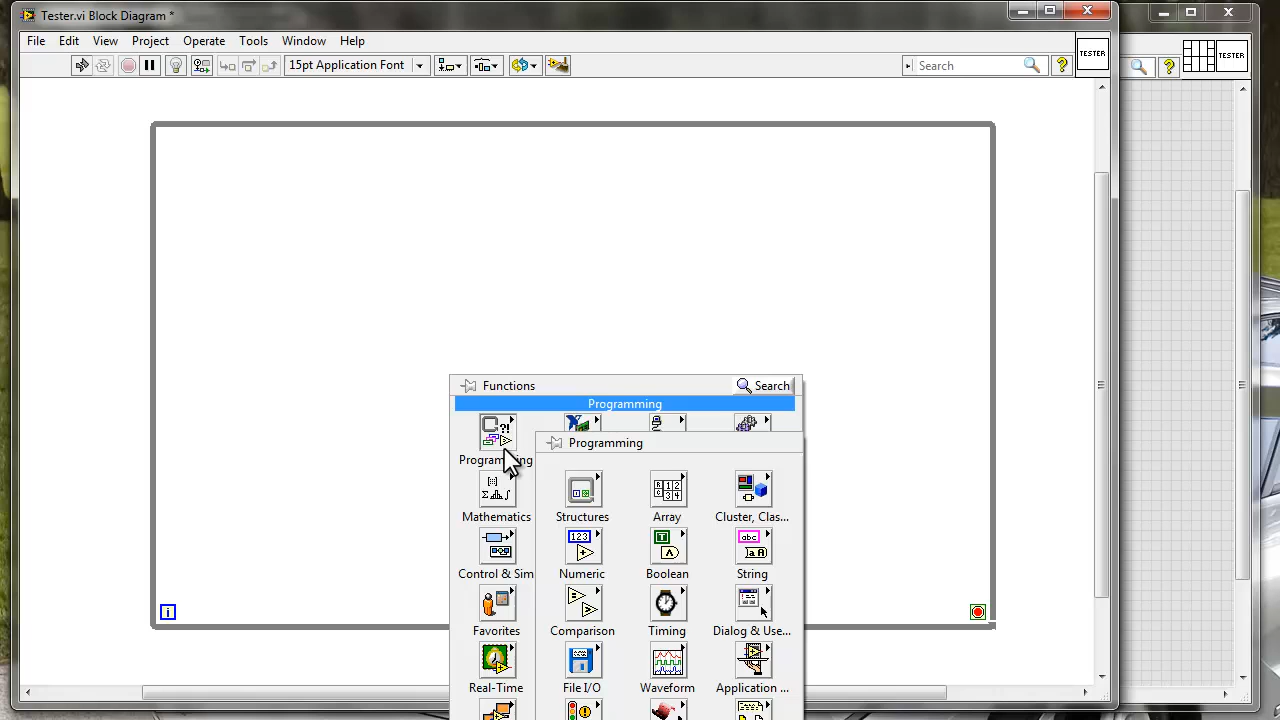 Tester.vi Block Diagram *
File Edit View Project Operate Tools Window Help
15pt Application Font
Search
?
TESTER
?
TESTER
Functions
Search
Programming
Programming
Programming
Structures
Array
Cluster, Clas...
Mathematics
Numeric
Boolean
String
Control & Sim
Comparison
Timing
Dialog & Use...
Favorites
File I/O
Waveform
Application ...
Real-Time
i